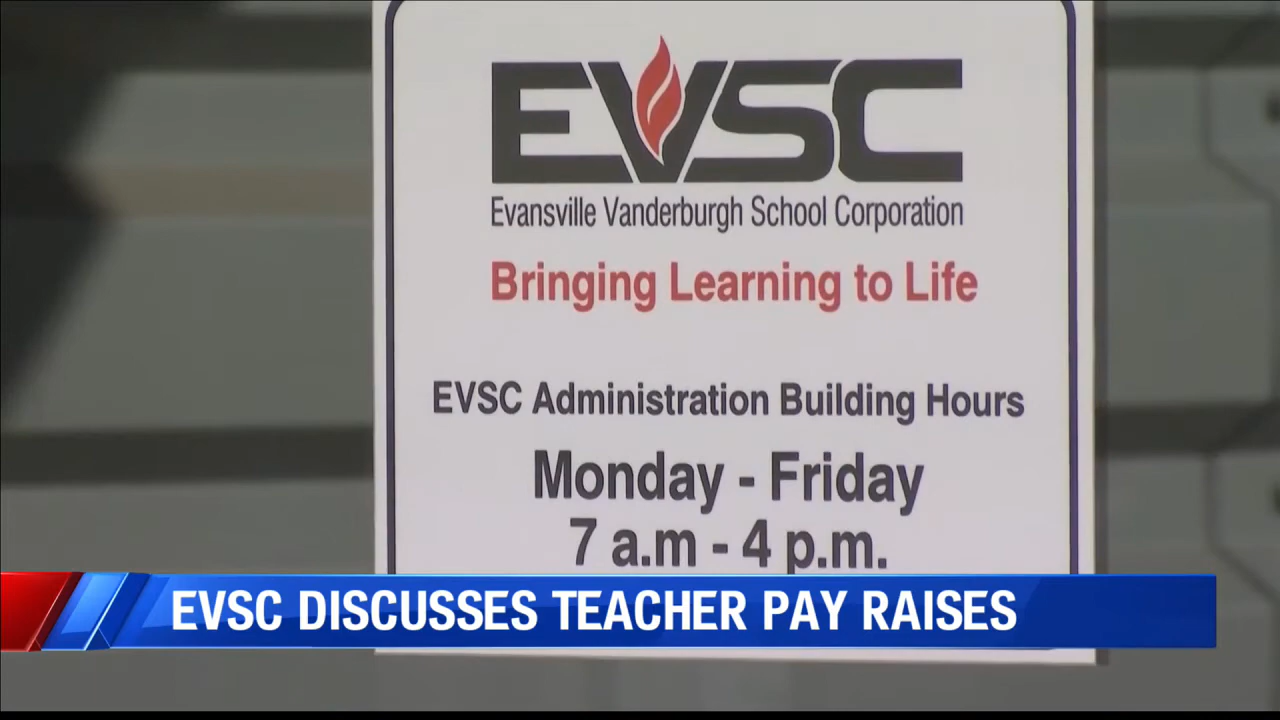 EVSC
Evansville Vanderburgh School Corporation
Bringing Learning to Life
EVSC Administration Building Hours
Monday - Friday
7 a.m - 4 p.m.
EVSC DISCUSSES TEACHER PAY RAISES